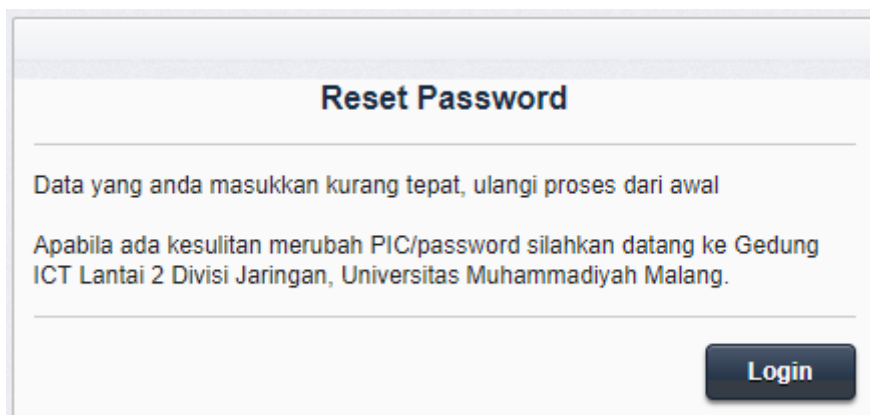 Reset Password
Data yang anda masukkan kurang tepat, ulangi proses dari awal
Apabila ada kesulitan merubah PIC/password silahkan datang ke Gedung
ICT Lantai 2 Divisi Jaringan, Universitas Muhammadiyah Malang.
Login